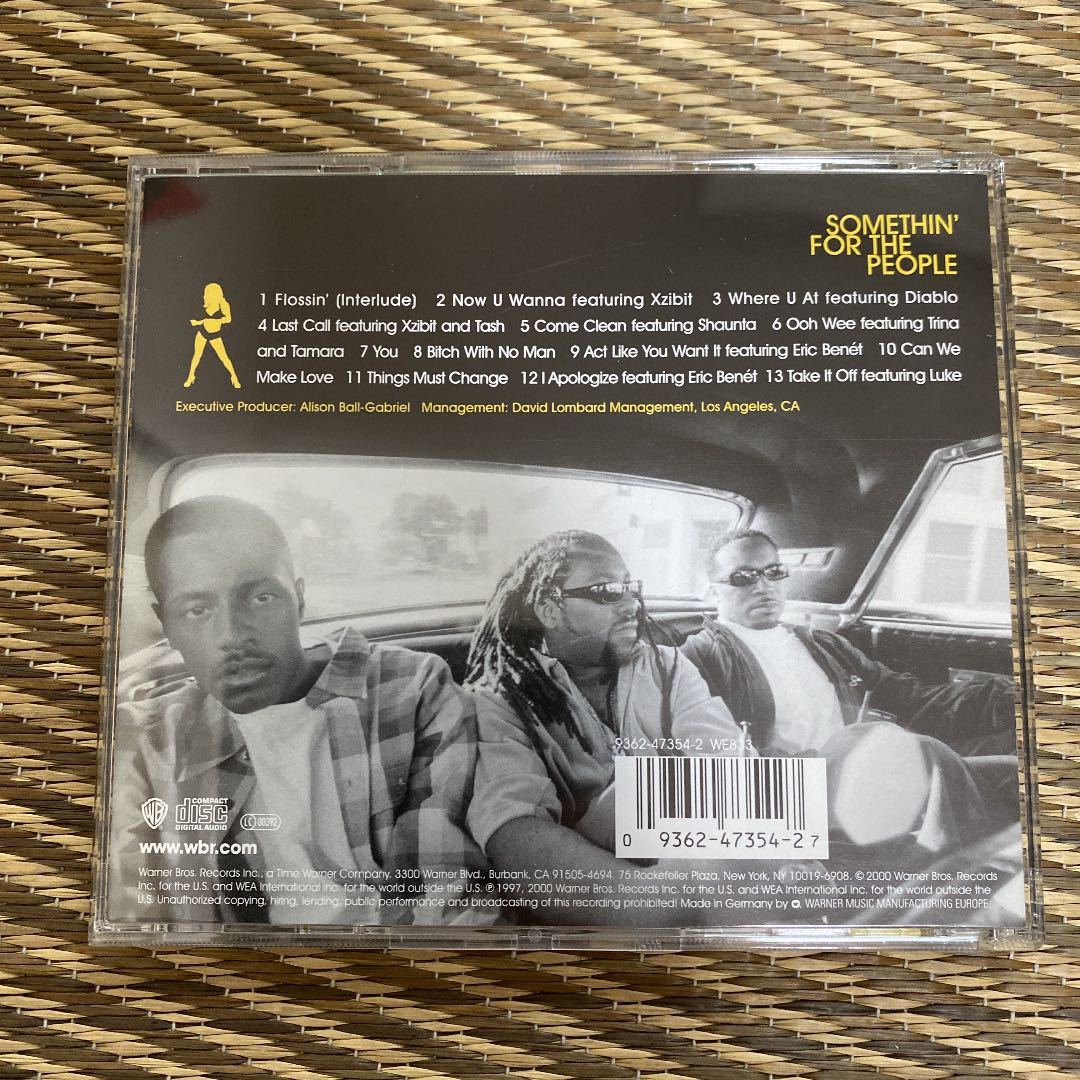 SOMETHIN'
FOR THE
PEOPLE
1 Flossin' (Interlude) 2 Now U Wanna featuring Xzibit 3 Where U At featuring Diablo
4 Last Call featuring Xzibit and Tash 5 Come Clean featuring Shaunta 6 Ooh Wee featuring Trina
and Tamara 7 You 8 Bitch With No Man 9 Act Like You Want It featuring Eric Benét 10 Can We
Make Love 11 Things Must Change 12 I Apologize featuring Eric Benét 13 Take It Off featuring Luke
Executive Producer: Alison Ball-Gabriel Management: David Lombard Management, Los Angeles, CA
9362-47354-2 WE833
0 9362-47354-2 7
WB COMPACT disc DIGITAL AUDIO LC 00392
www.wbr.com
Warner Bros. Records Inc., a Time Warner Company. 3300 Warner Blvd., Burbank, CA 91505-4694. 75 Rockefeller Plaza, New York, NY 10019-6908. © 2000 Warner Bros. Records
Inc. for the U.S. and WEA International Inc. for the world outside the U.S. ℗ 1997, 2000 Warner Bros. Records Inc. for the U.S. and WEA International Inc. for the world outside the
U.S. Unauthorized copying, hiring, lending, public performance and broadcasting of this recording prohibited! Made in Germany by WARNER MUSIC MANUFACTURING EUROPE.